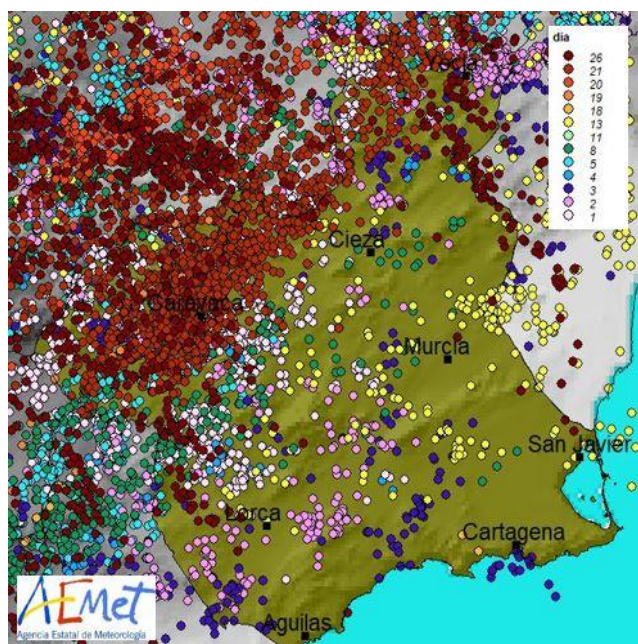 dia
26
21
20
19
18
13
11
8
5
4
3
2
1
Yecla
Cieza
Caravaca
Murcia
San Javier
Lorca
Cartagena
Aguilas
AEMet
Agencia Estatal de Meteorología